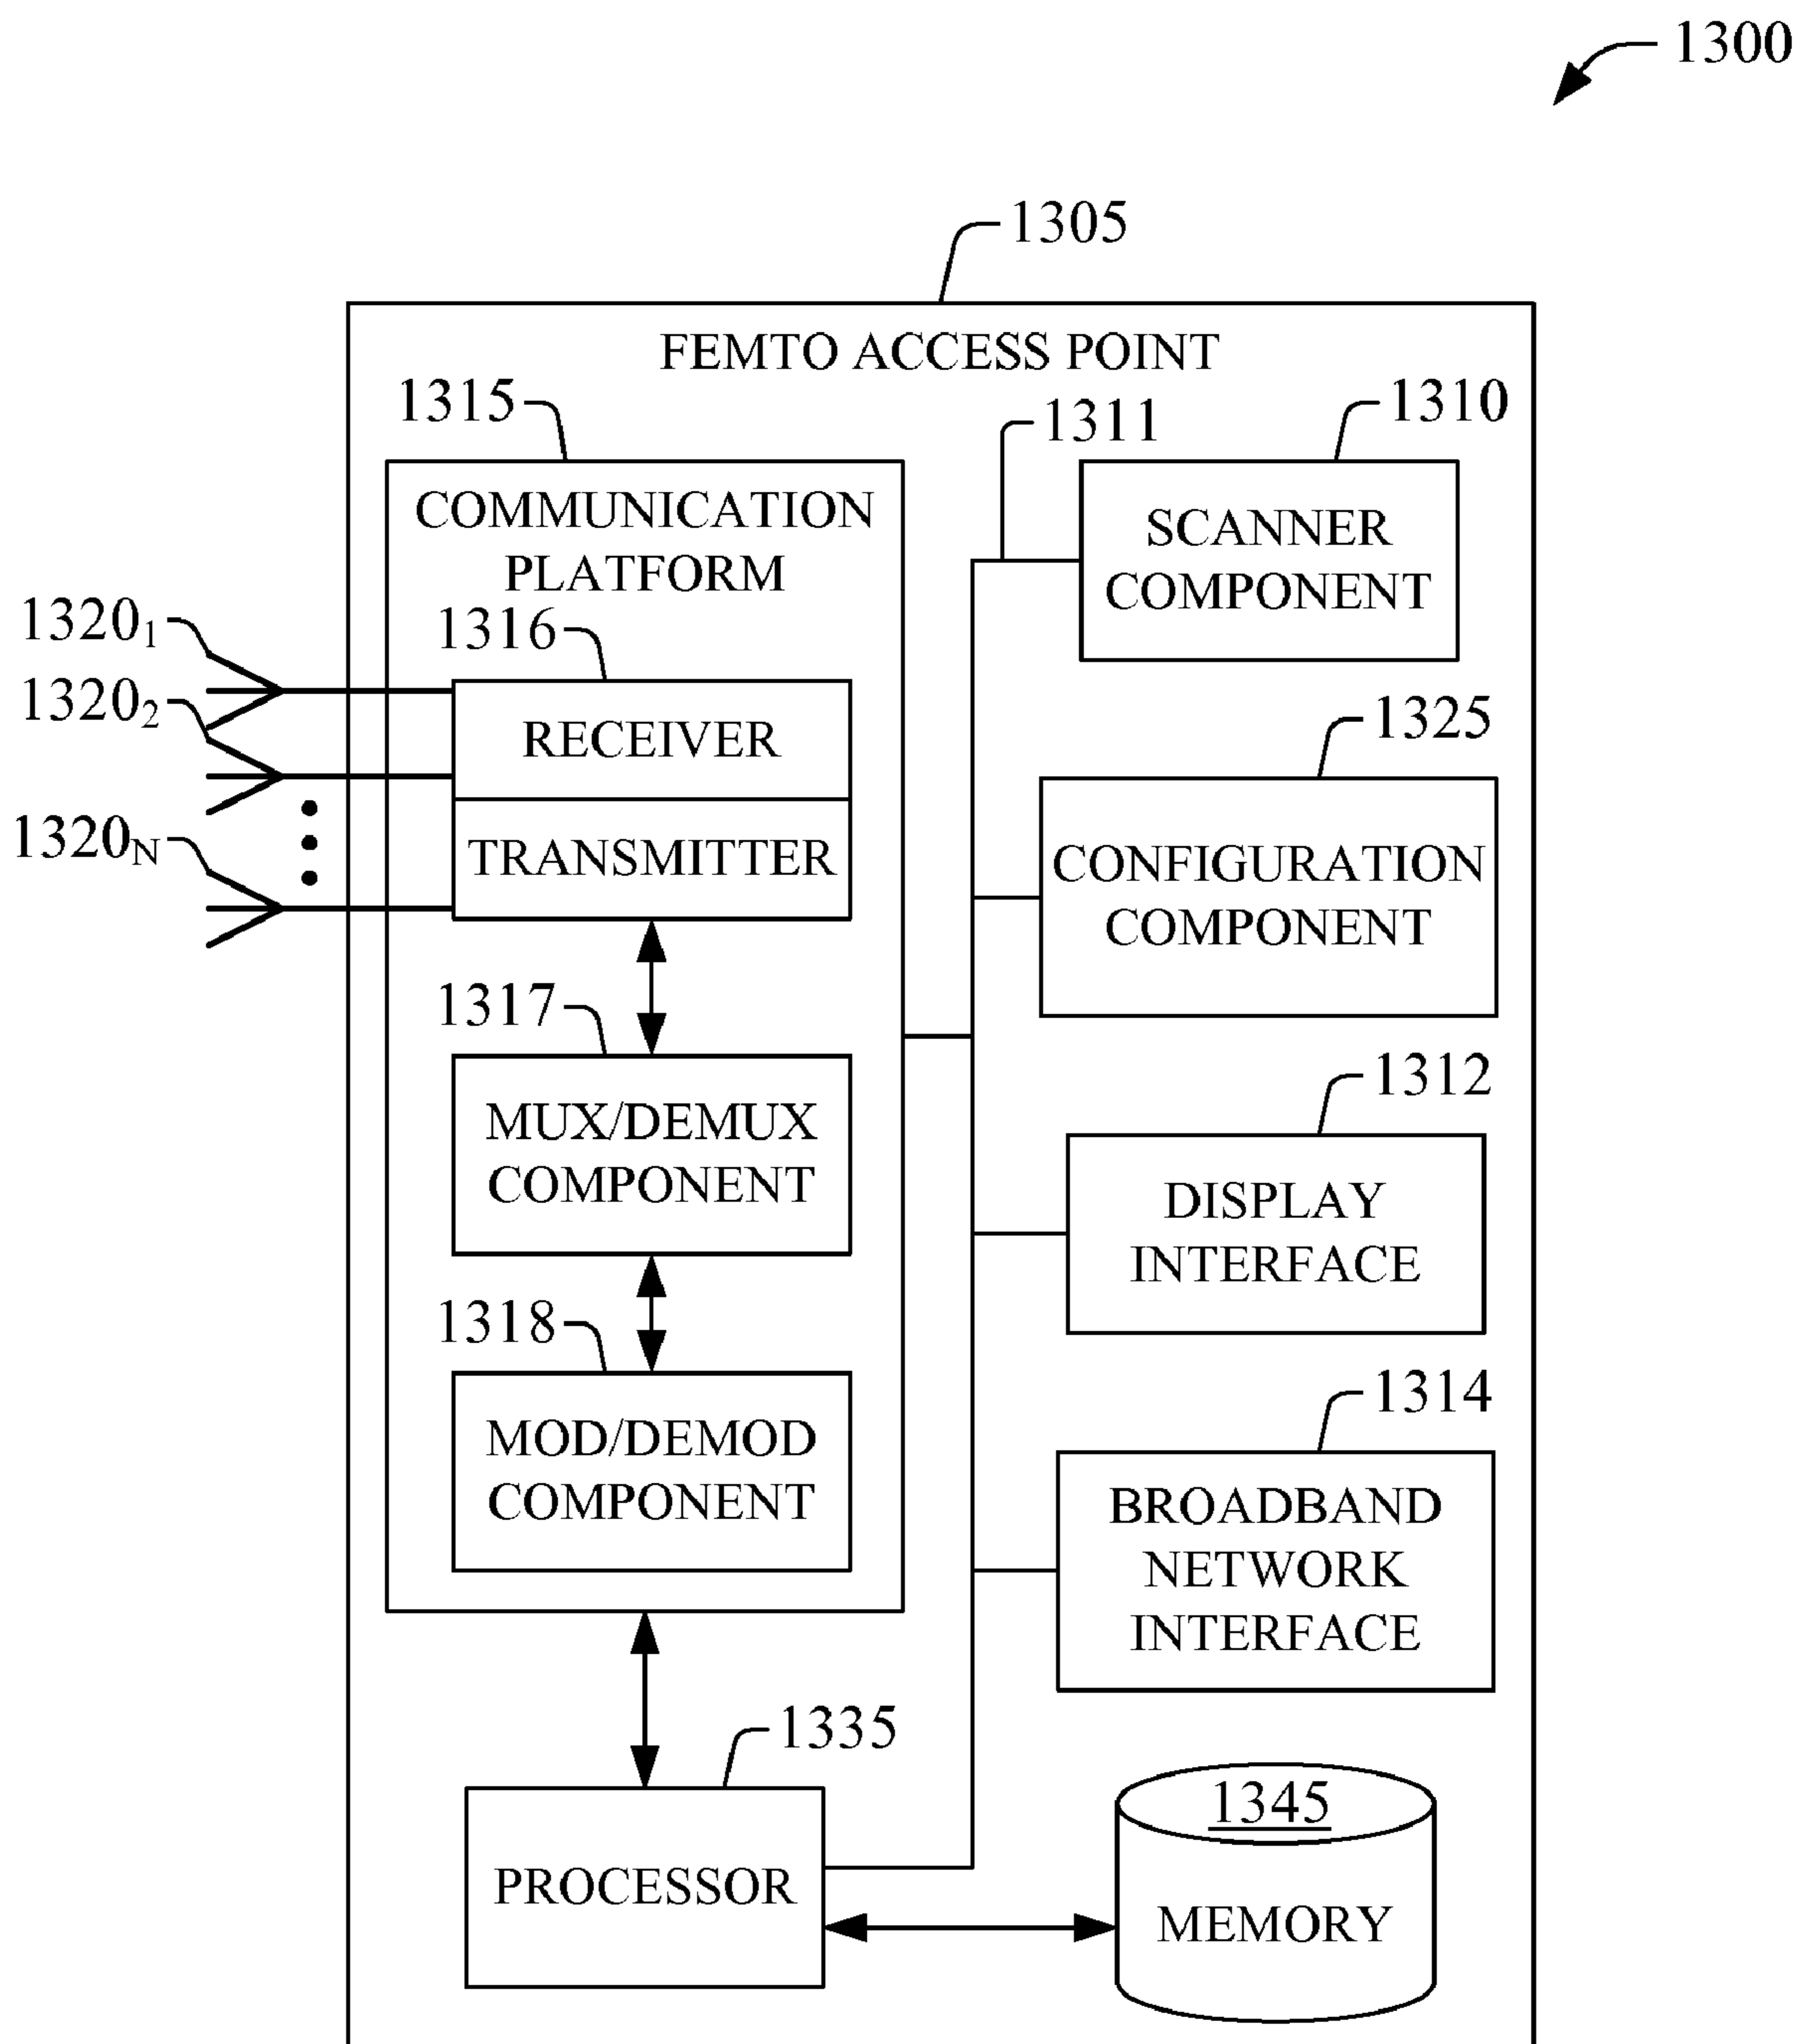 1300
1305
FEMTO ACCESS POINT
1315
1311
1310
COMMUNICATION
PLATFORM
SCANNER
COMPONENT
1320₁
1316
1320₂
RECEIVER
1325
1320N
TRANSMITTER
CONFIGURATION
COMPONENT
1317
1312
MUX/DEMUX
COMPONENT
DISPLAY
INTERFACE
1318
1314
MOD/DEMOD
COMPONENT
BROADBAND
NETWORK
INTERFACE
1335
1345
PROCESSOR
MEMORY